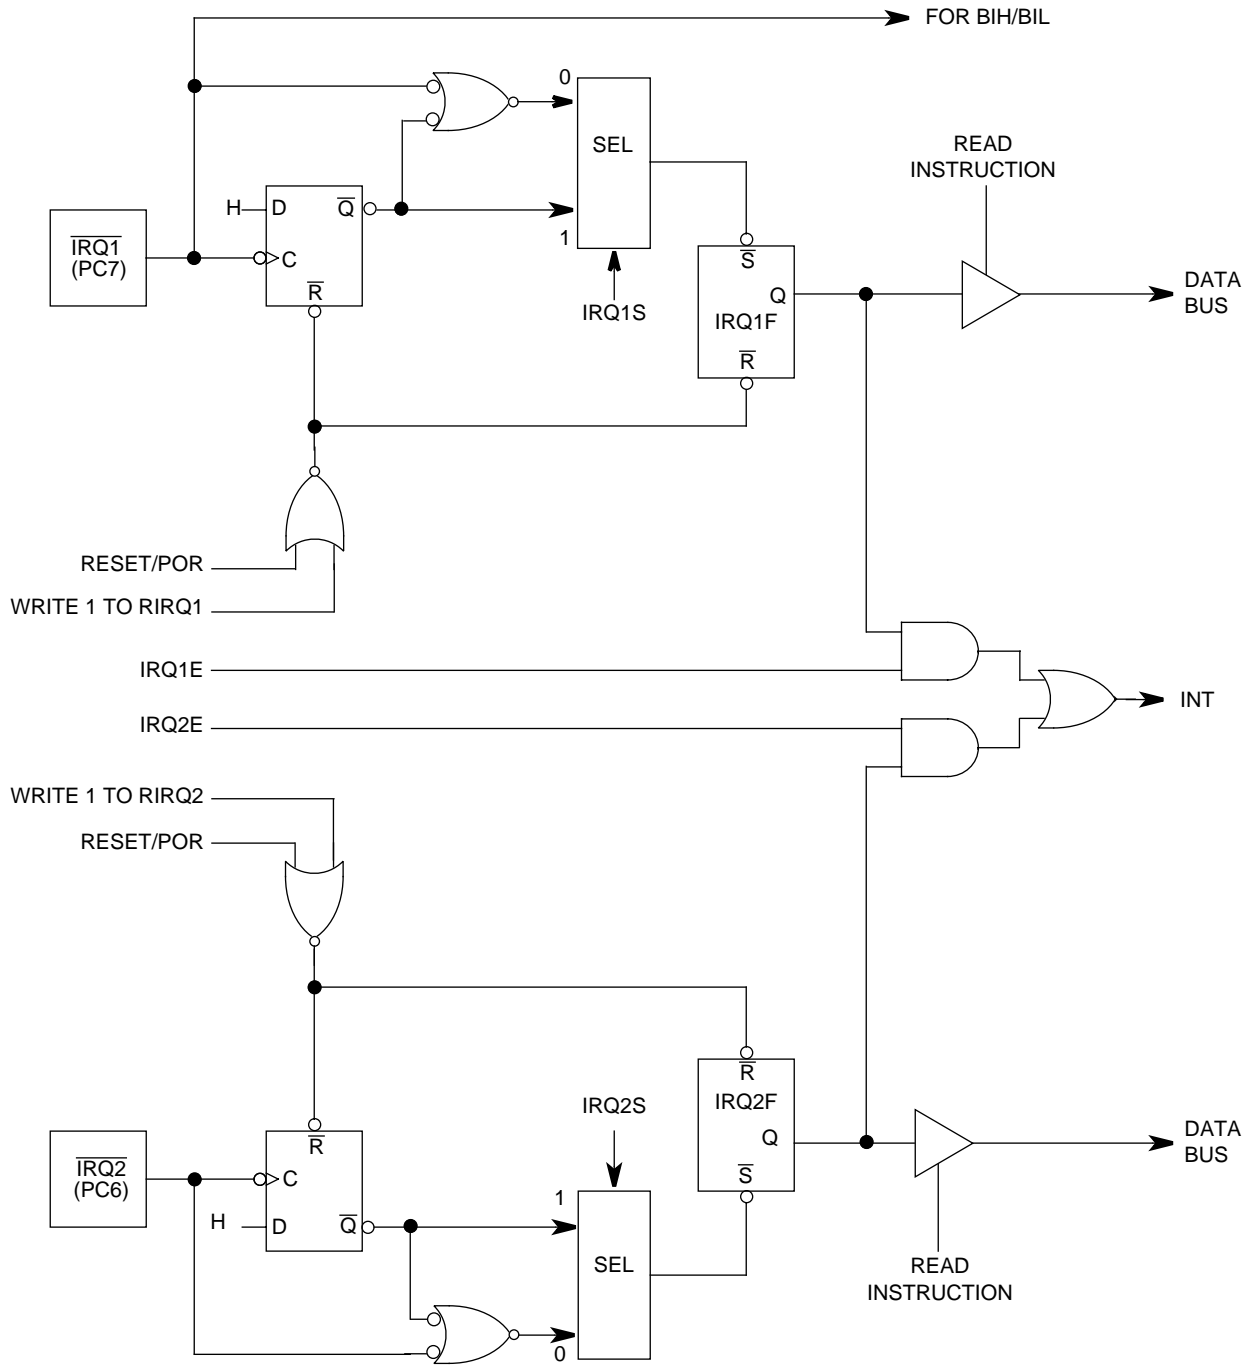 FOR BIH/BIL
0
SEL
1
IRQ1S
H
D
Q̅
C
R̅
I̅R̅Q̅1̅
(PC7)
S̅
Q
IRQ1F
R̅
READ
INSTRUCTION
DATA
BUS
RESET/POR
WRITE 1 TO RIRQ1
IRQ1E
IRQ2E
INT
WRITE 1 TO RIRQ2
RESET/POR
R̅
I̅R̅Q̅2̅
(PC6)
C
H
D
Q̅
IRQ2S
1
SEL
0
R̅
IRQ2F
Q
S̅
READ
INSTRUCTION
DATA
BUS